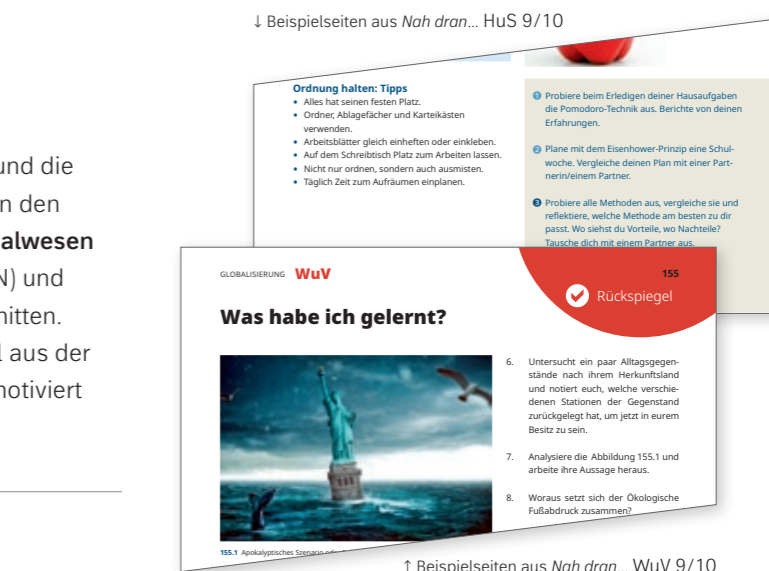 ↓ Beispielseiten aus Nah dran... HuS 9/10
und die
den
alwesen
und
aus der
Ordnung halten: Tipps
• Alles hat seinen festen Platz.
• Ordner, Ablagefächer und Karteikästen
verwenden.
• Arbeitsblätter gleich einheften oder einkleben.
• Auf dem Schreibtisch Platz zum Arbeiten lassen.
• Nicht nur ordnen, sondern auch ausmisten.
• Täglich Zeit zum Aufräumen einplanen.
1 Probiere beim Erledigen deiner Hausaufgaben
die Pomodoro-Technik aus. Berichte von deinen
Erfahrungen.
2 Plane mit dem Eisenhower-Prinzip eine Schul-
woche. Vergleiche deinen Plan mit einer Part-
nerin/einem Partner.
3 Probiere alle Methoden aus, vergleiche sie und
reflektiere, welche Methode am besten zu dir
passt. Wo siehst du Vorteile, wo Nachteile?
Tausche dich mit einem Partner aus.
GLOBALISIERUNG WuV
155
Rückspiegel
Was habe ich gelernt?
6. Untersucht ein paar Alltagsgegen-
stände nach ihrem Herkunftsland
und notiert euch, welche verschie-
denen Stationen der Gegenstand
zurückgelegt hat, um jetzt in eurem
Besitz zu sein.
7. Analysiere die Abbildung 155.1 und
arbeite ihre Aussage heraus.
8. Woraus setzt sich der Ökologische
Fußabdruck zusammen?
155.1 Apokalyptisches Szenario
↑ Beispielseiten aus Nah dran... WuV 9/10